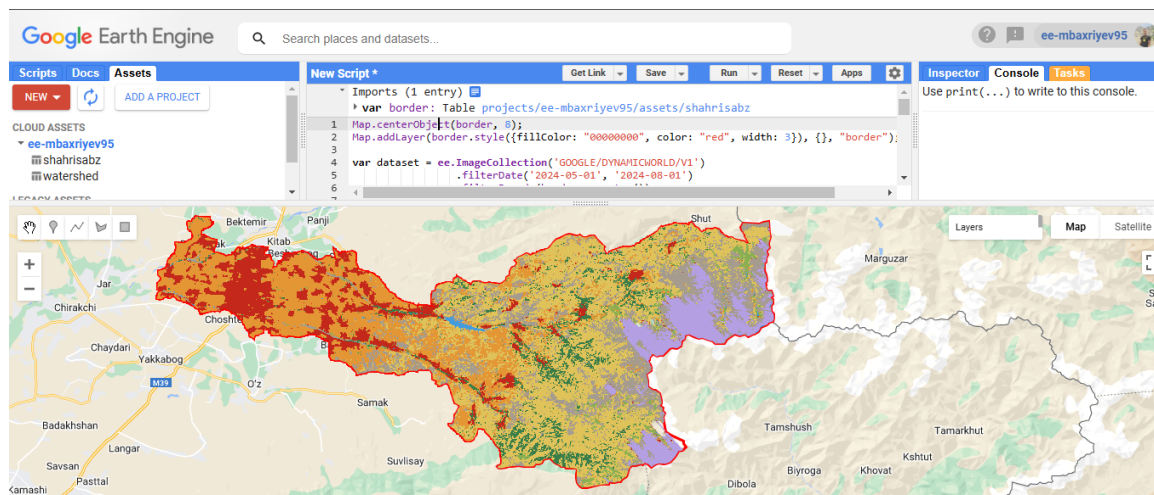 Google Earth Engine
Search places and datasets...
ee-mbaxriyev95
Scripts Docs Assets
NEW
ADD A PROJECT
CLOUD ASSETS
ee-mbaxriyev95
shahrisabz
watershed
LEGACY ASSETS
New Script *
Get Link Save Run Reset Apps
Imports (1 entry)
var border: Table projects/ee-mbaxriyev95/assets/shahrisabz
1 Map.centerObject(border, 8);
2 Map.addLayer(border.style({fillColor: "00000000", color: "red", width: 3}), {}, "border");
3
4 var dataset = ee.ImageCollection('GOOGLE/DYNAMICWORLD/V1')
5 .filterDate('2024-05-01', '2024-08-01')
6
7
Inspector Console Tasks
Use print(...) to write to this console.
Bektemir
Panji
Kitab
Jar
Chirakchi
Chaydari
Yakkabog
M39
O'z
Samak
Badakhshan
Langar
Savsan
Pasttal
Kamashi
Suvlisay
Shut
Marguzar
Tamshush
Tamarkhut
Kshtut
Biyroga
Khovat
Dibola
Layers
Map Satellite